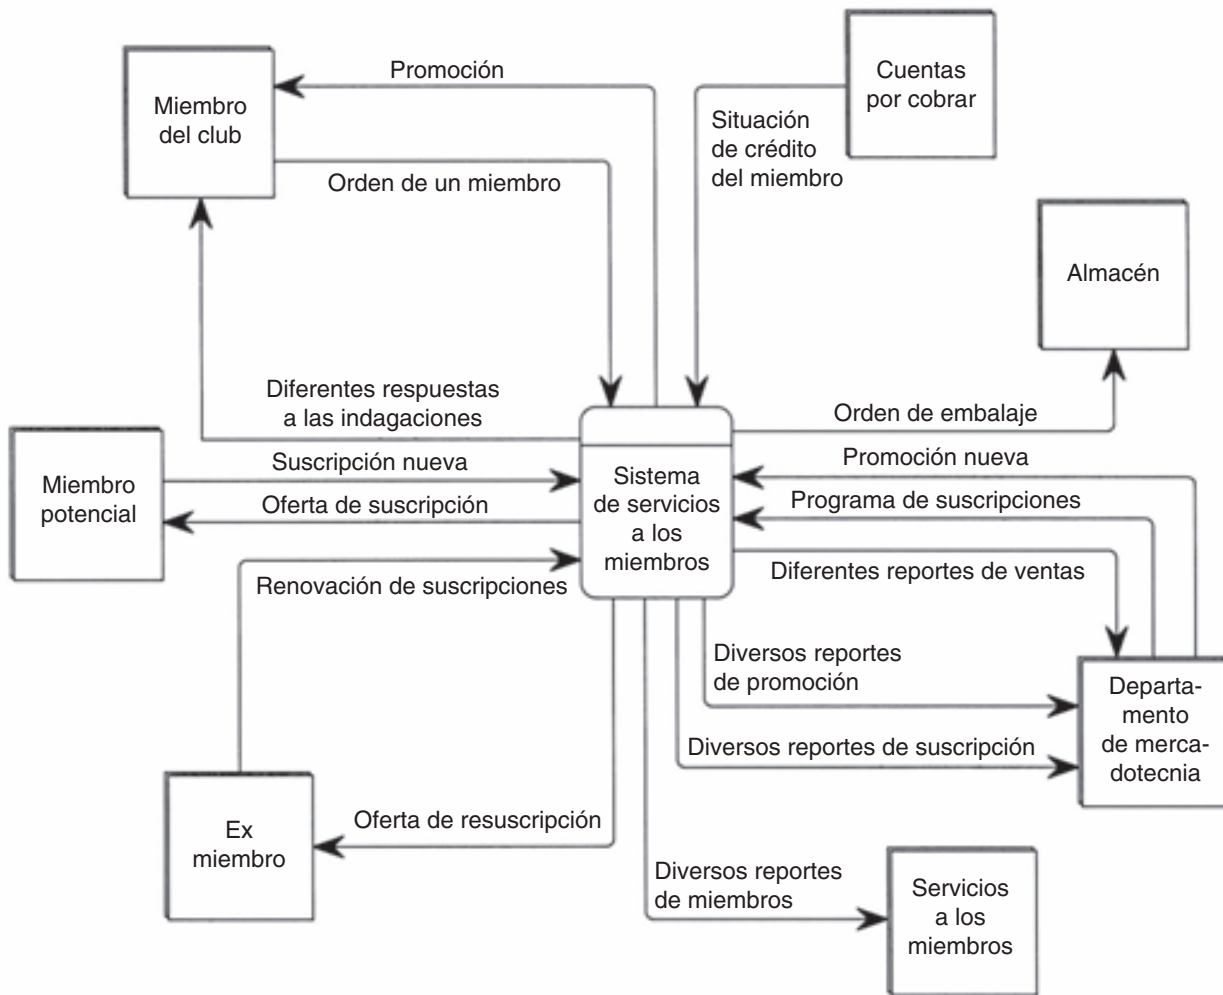 Promoción
Miembro
del club
Cuentas
por cobrar
Situación
de crédito
del miembro
Orden de un miembro
Almacén
Diferentes respuestas
a las indagaciones
Orden de embalaje
Suscripción nueva
Promoción nueva
Miembro
potencial
Sistema
de servicios
a los
miembros
Oferta de suscripción
Programa de suscripciones
Renovación de suscripciones
Diferentes reportes de ventas
Diversos reportes
de promoción
Departa-
mento
de merca-
dotecnia
Diversos reportes de suscripción
Ex
miembro
Oferta de resuscripción
Diversos reportes
de miembros
Servicios
a los
miembros